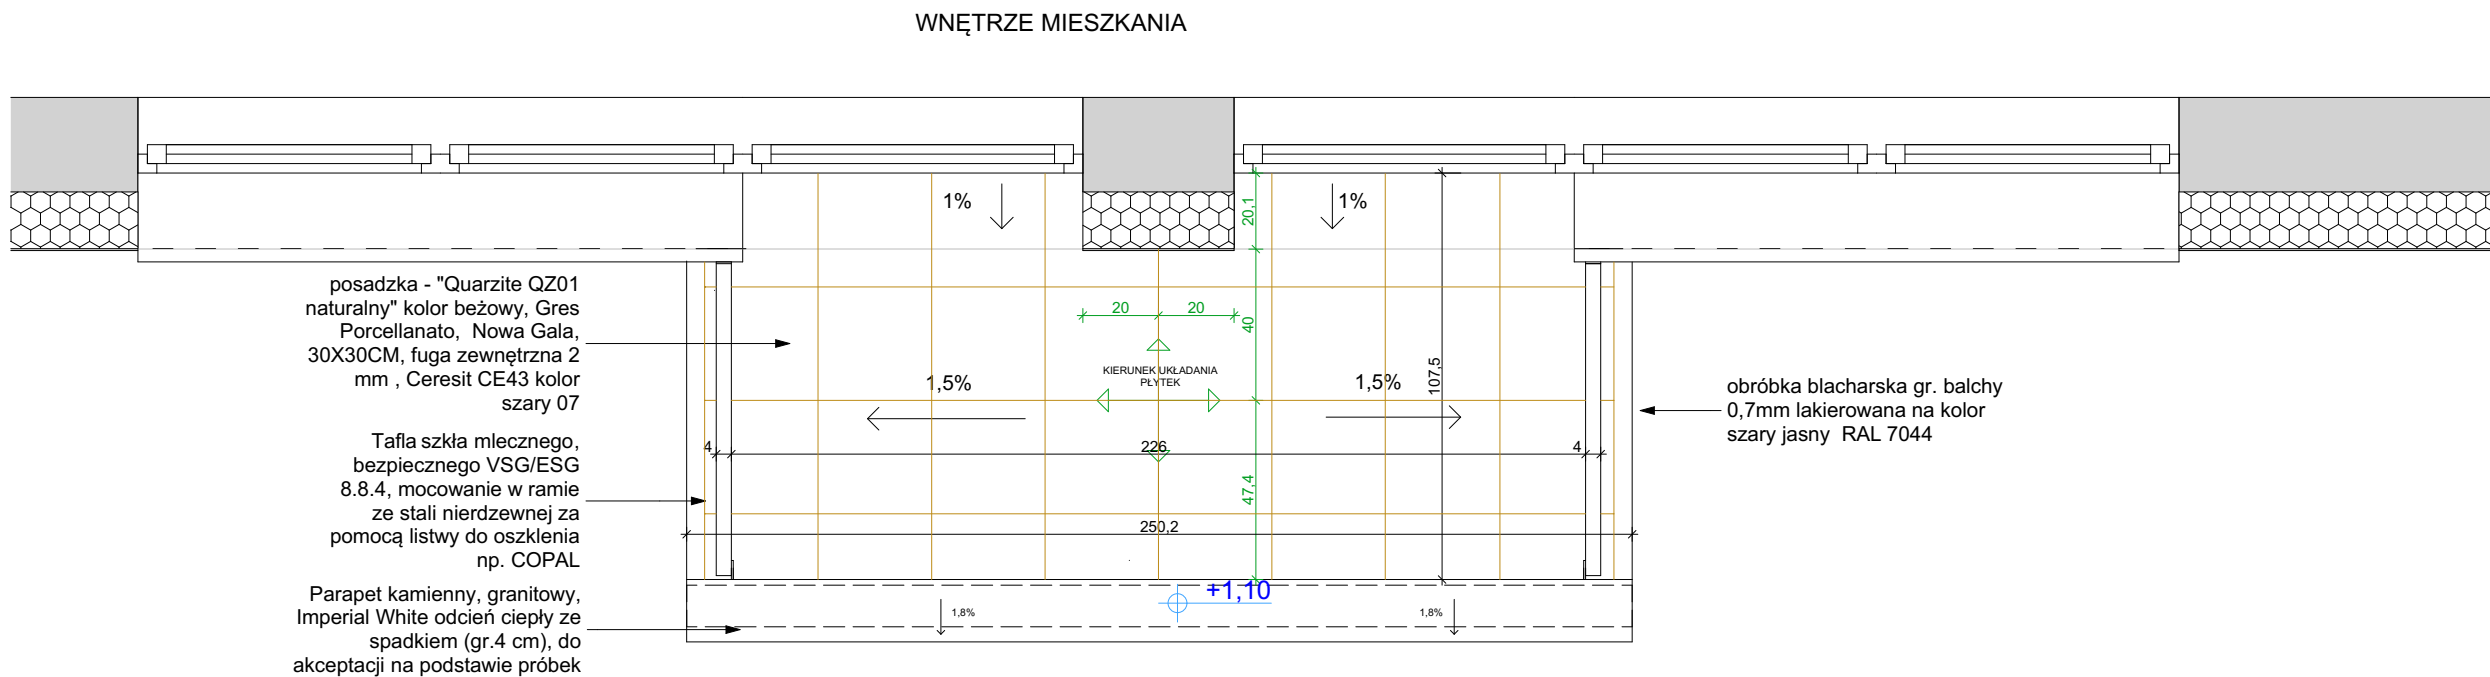 WNĘTRZE MIESZKANIA
1%
1%
20,1
posadzka - "Quarzite QZ01
naturalny" kolor beżowy, Gres
Porcellanato, Nowa Gala,
30X30CM, fuga zewnętrzna 2
mm , Ceresit CE43 kolor
szary 07
20
20
40
KIERUNEK UKŁADANIA
PŁYTEK
1,5%
1,5%
107,5
obróbka blacharska gr. balchy
0,7mm lakierowana na kolor
szary jasny RAL 7044
Tafla szkła mlecznego,
bezpiecznego VSG/ESG
8.8.4, mocowanie w ramie
ze stali nierdzewnej za
pomocą listwy do oszklenia
np. COPAL
4
226
4
47,4
250,2
Parapet kamienny, granitowy,
Imperial White odcień ciepły ze
spadkiem (gr.4 cm), do
akceptacji na podstawie próbek
+1,10
1,8%
1,8%